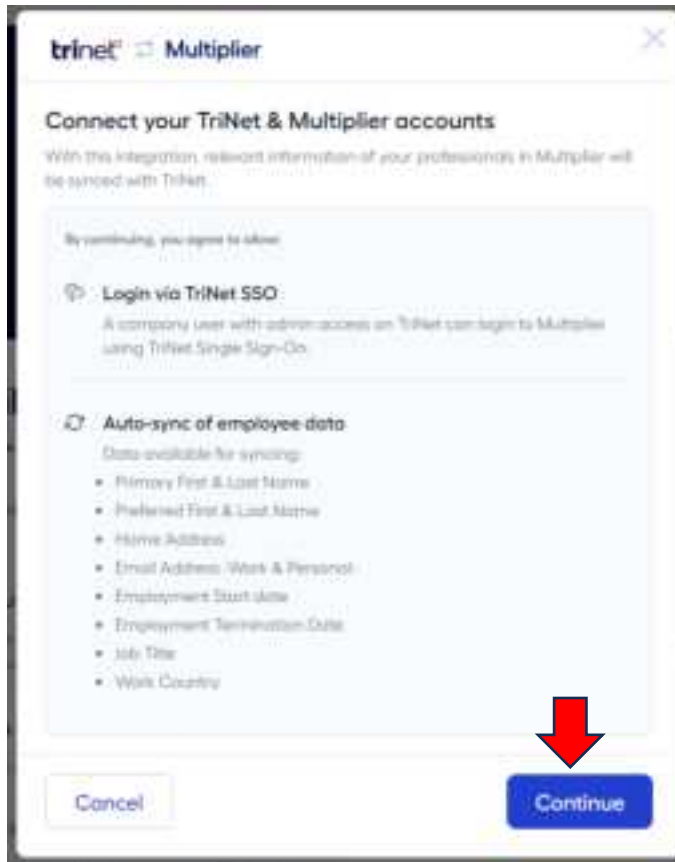 trinet Multiplier
Connect your TriNet & Multiplier accounts
With this integration, relevant information of your professionals in Multiplier will
be synced with TriNet.
By continuing, you agree to allow:
Login via TriNet SSO
A company user with admin access on TriNet can login to Multiplier
using TriNet Single Sign-On.
Auto-sync of employee data
Data available for syncing:
• Primary First & Last Name
• Preferred First & Last Name
• Home Address
• Email Address: Work & Personal
• Employment Start date
• Employment Termination Date
• Job Title
• Work Country
Cancel
Continue